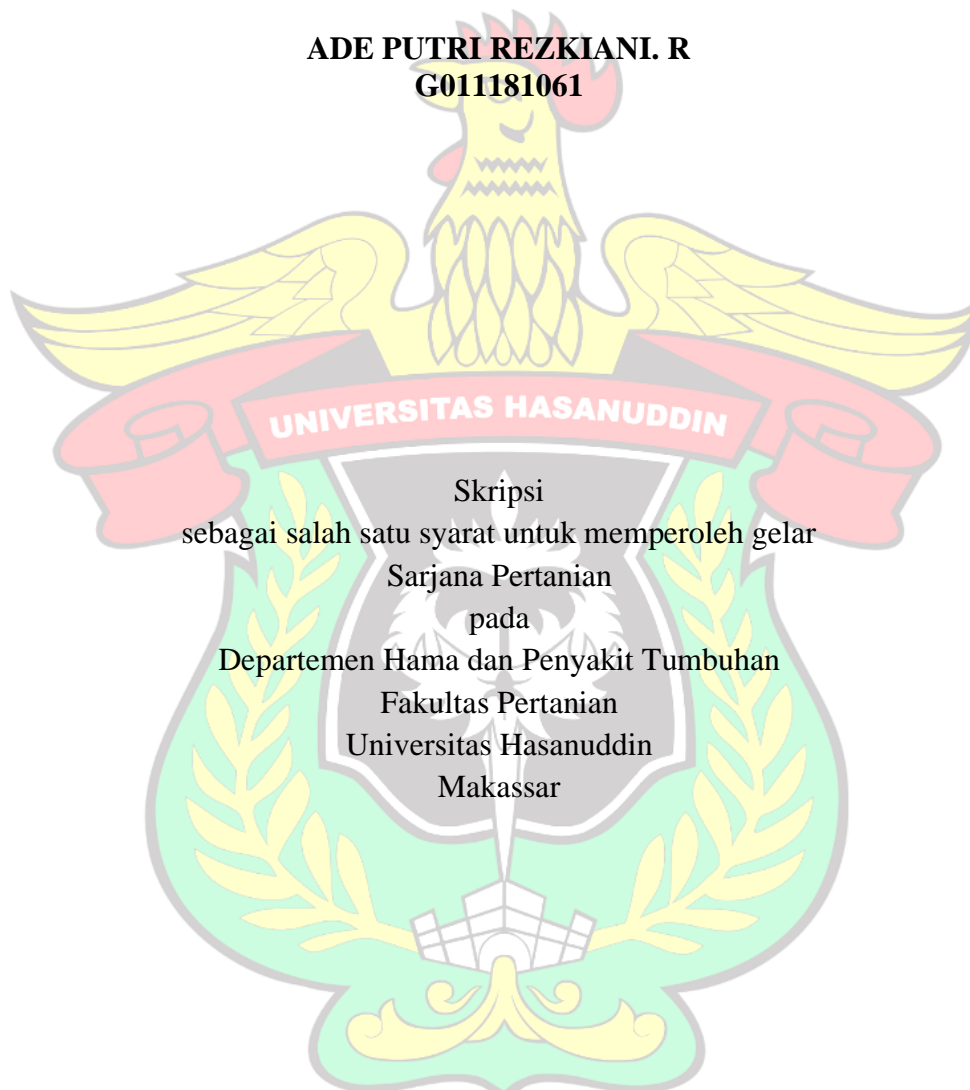 ADE PUTRI REZKIANI. R
G011181061
UNIVERSITAS HASANUDDIN
Skripsi
sebagai salah satu syarat untuk memperoleh gelar
Sarjana Pertanian
pada
Departemen Hama dan Penyakit Tumbuhan
Fakultas Pertanian
Universitas Hasanuddin
Makassar